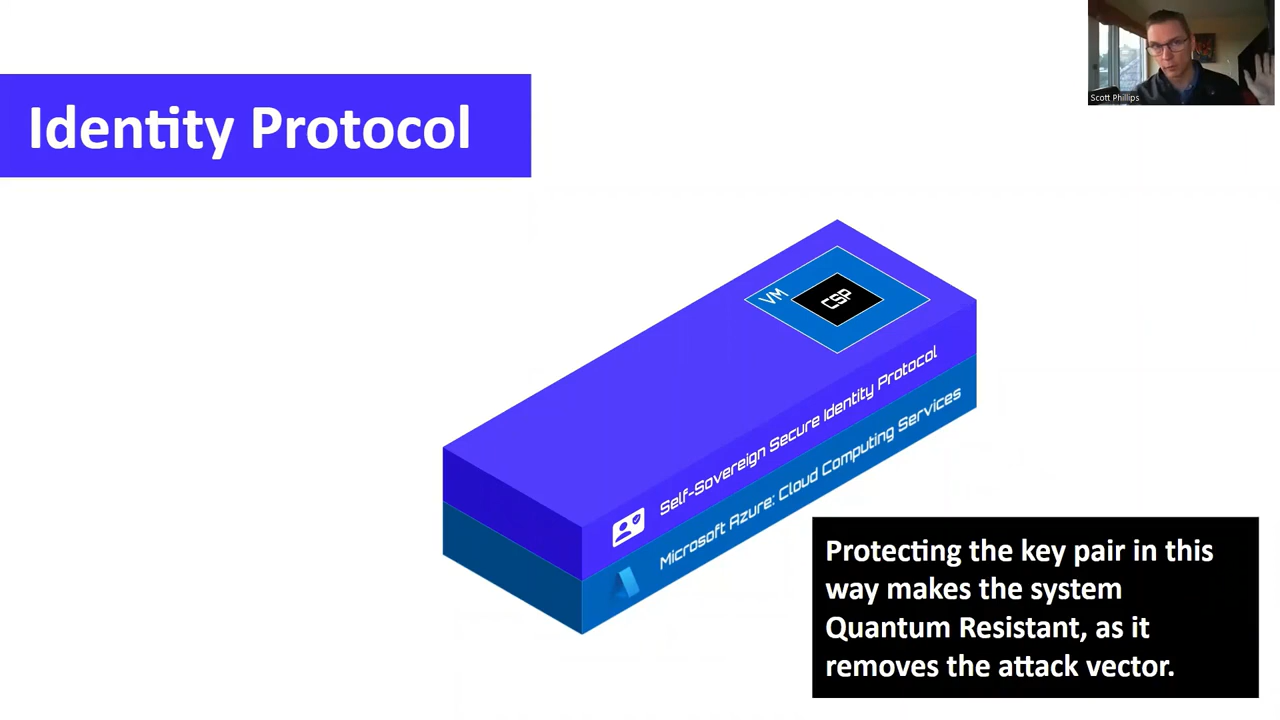 Scott Phillips
Identity Protocol
VM
CSP
Self-Sovereign Secure Identity Protocol
Microsoft Azure: Cloud Computing Services
Protecting the key pair in this
way makes the system
Quantum Resistant, as it
removes the attack vector.